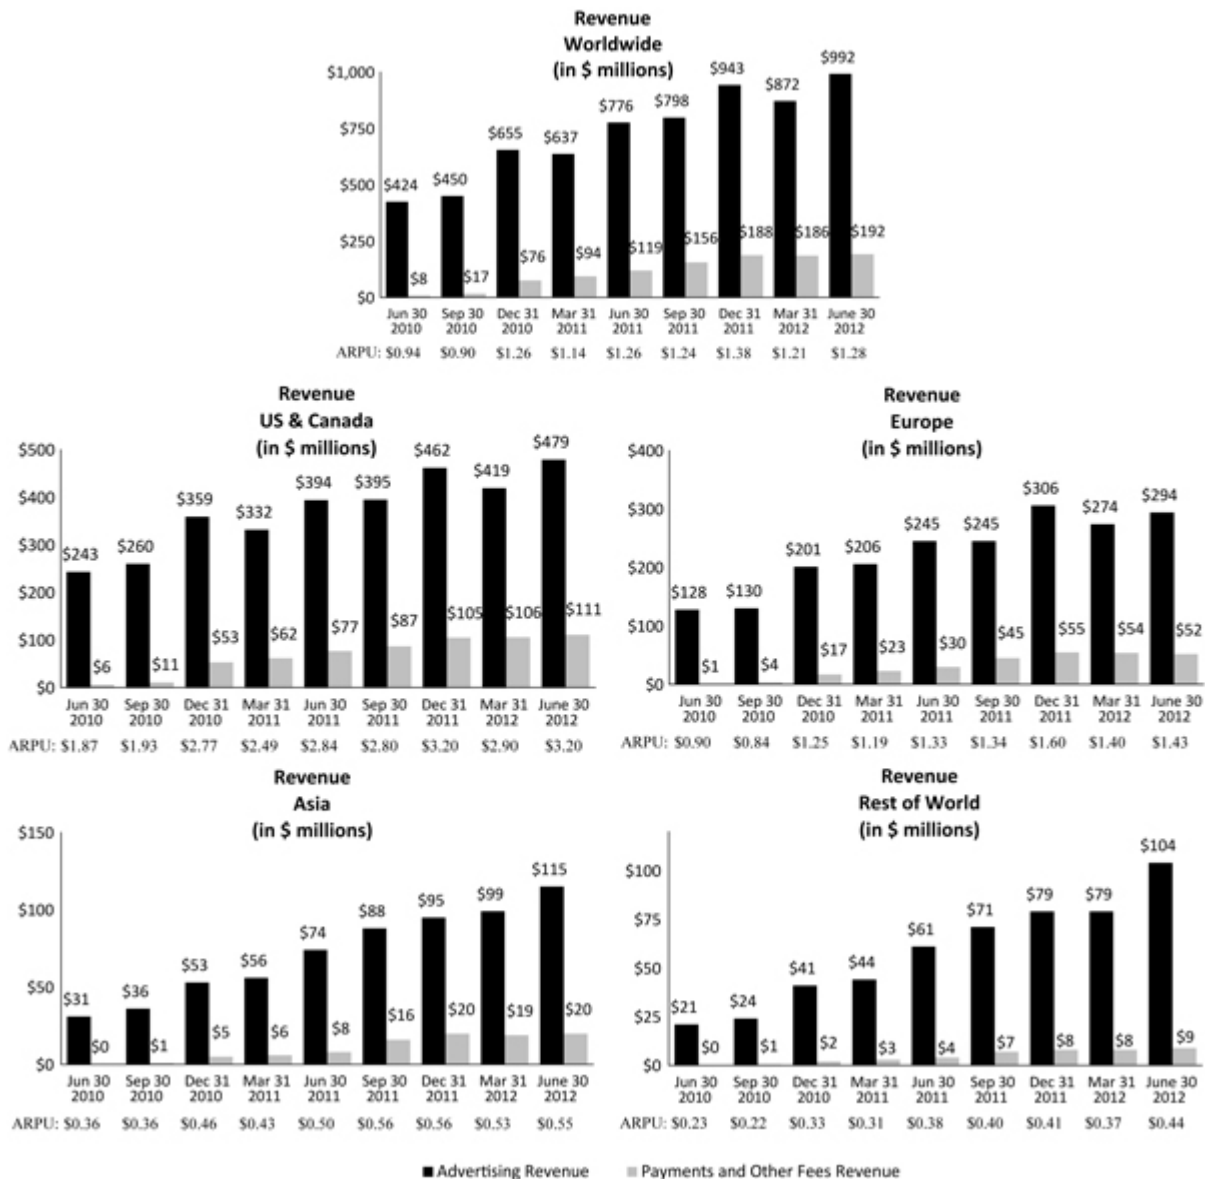 Revenue
Worldwide
(in $ millions)
$1,000
$750
$500
$250
$0
$424 $450 $655 $637 $776 $798 $943 $872 $992
$8 $17 $76 $94 $119 $156 $188 $186 $192
Jun 30 Sep 30 Dec 31 Mar 31 Jun 30 Sep 30 Dec 31 Mar 31 June 30
2010 2010 2010 2011 2011 2011 2011 2012 2012
ARPU: $0.94 $0.90 $1.26 $1.14 $1.26 $1.24 $1.38 $1.21 $1.28
Revenue
US & Canada
(in $ millions)
$500
$400
$300
$200
$100
$0
$243 $260 $359 $332 $394 $395 $462 $419 $479
$6 $11 $53 $62 $77 $87 $105 $106 $111
Jun 30 Sep 30 Dec 31 Mar 31 Jun 30 Sep 30 Dec 31 Mar 31 June 30
2010 2010 2010 2011 2011 2011 2011 2012 2012
ARPU: $1.87 $1.93 $2.77 $2.49 $2.84 $2.80 $3.20 $2.90 $3.20
Revenue
Europe
(in $ millions)
$400
$300
$200
$100
$0
$128 $130 $201 $206 $245 $245 $306 $274 $294
$1 $4 $17 $23 $30 $45 $55 $54 $52
Jun 30 Sep 30 Dec 31 Mar 31 Jun 30 Sep 30 Dec 31 Mar 31 June 30
2010 2010 2010 2011 2011 2011 2011 2012 2012
ARPU: $0.90 $0.84 $1.25 $1.19 $1.33 $1.34 $1.60 $1.40 $1.43
Revenue
Asia
(in $ millions)
$150
$100
$50
$0
$31 $36 $53 $56 $74 $88 $95 $99 $115
$0 $1 $5 $6 $8 $16 $20 $19 $20
Jun 30 Sep 30 Dec 31 Mar 31 Jun 30 Sep 30 Dec 31 Mar 31 June 30
2010 2010 2010 2011 2011 2011 2011 2012 2012
ARPU: $0.36 $0.36 $0.46 $0.43 $0.50 $0.56 $0.56 $0.53 $0.55
Revenue
Rest of World
(in $ millions)
$100
$75
$50
$25
$0
$21 $24 $41 $44 $61 $71 $79 $79 $104
$0 $1 $2 $3 $4 $7 $8 $8 $9
Jun 30 Sep 30 Dec 31 Mar 31 Jun 30 Sep 30 Dec 31 Mar 31 June 30
2010 2010 2010 2011 2011 2011 2011 2012 2012
ARPU: $0.23 $0.22 $0.33 $0.31 $0.38 $0.40 $0.41 $0.37 $0.44
Advertising Revenue Payments and Other Fees Revenue